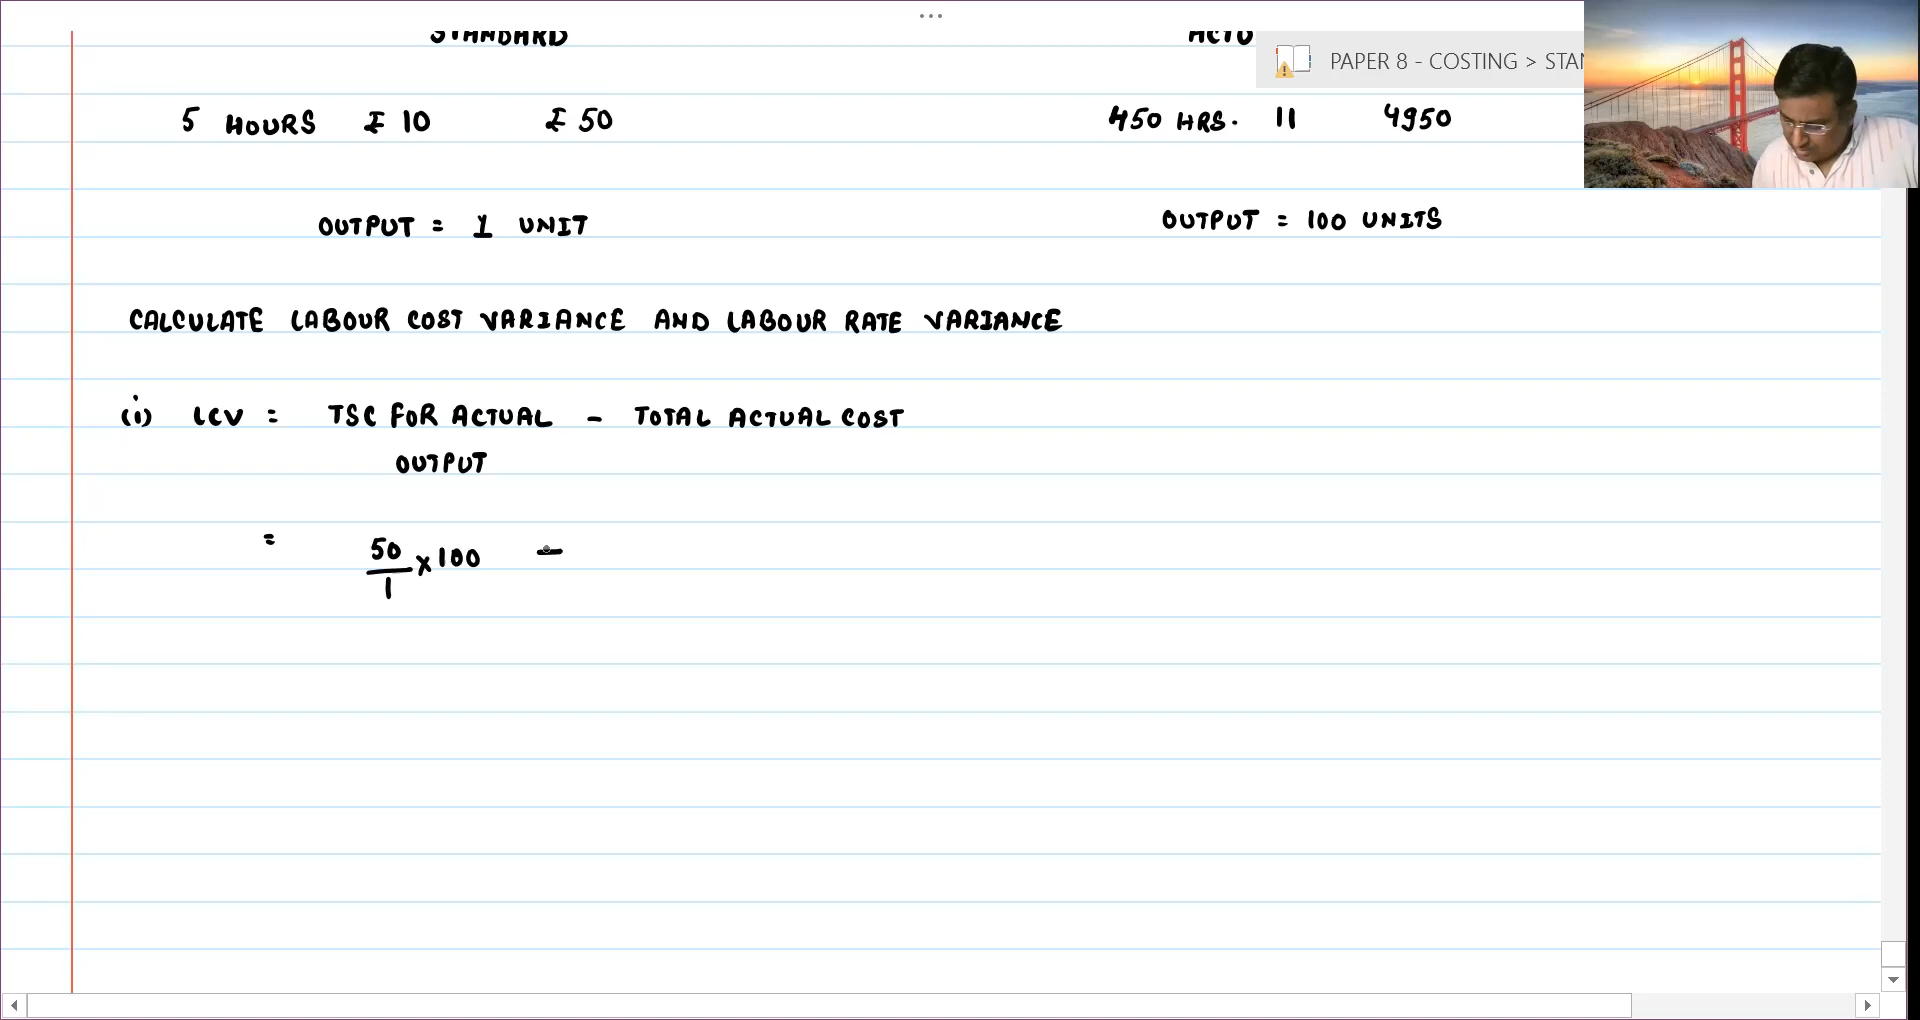 STANDARD
PAPER 8 - COSTING >
5 HOURS ₹ 10 ₹ 50 450 HRS. 11 4950
OUTPUT = 1 UNIT OUTPUT = 100 UNITS
CALCULATE LABOUR COST VARIANCE AND LABOUR RATE VARIANCE
(i) LCV = TSC FOR ACTUAL - TOTAL ACTUAL COST
OUTPUT
= 50/1 x 100 -